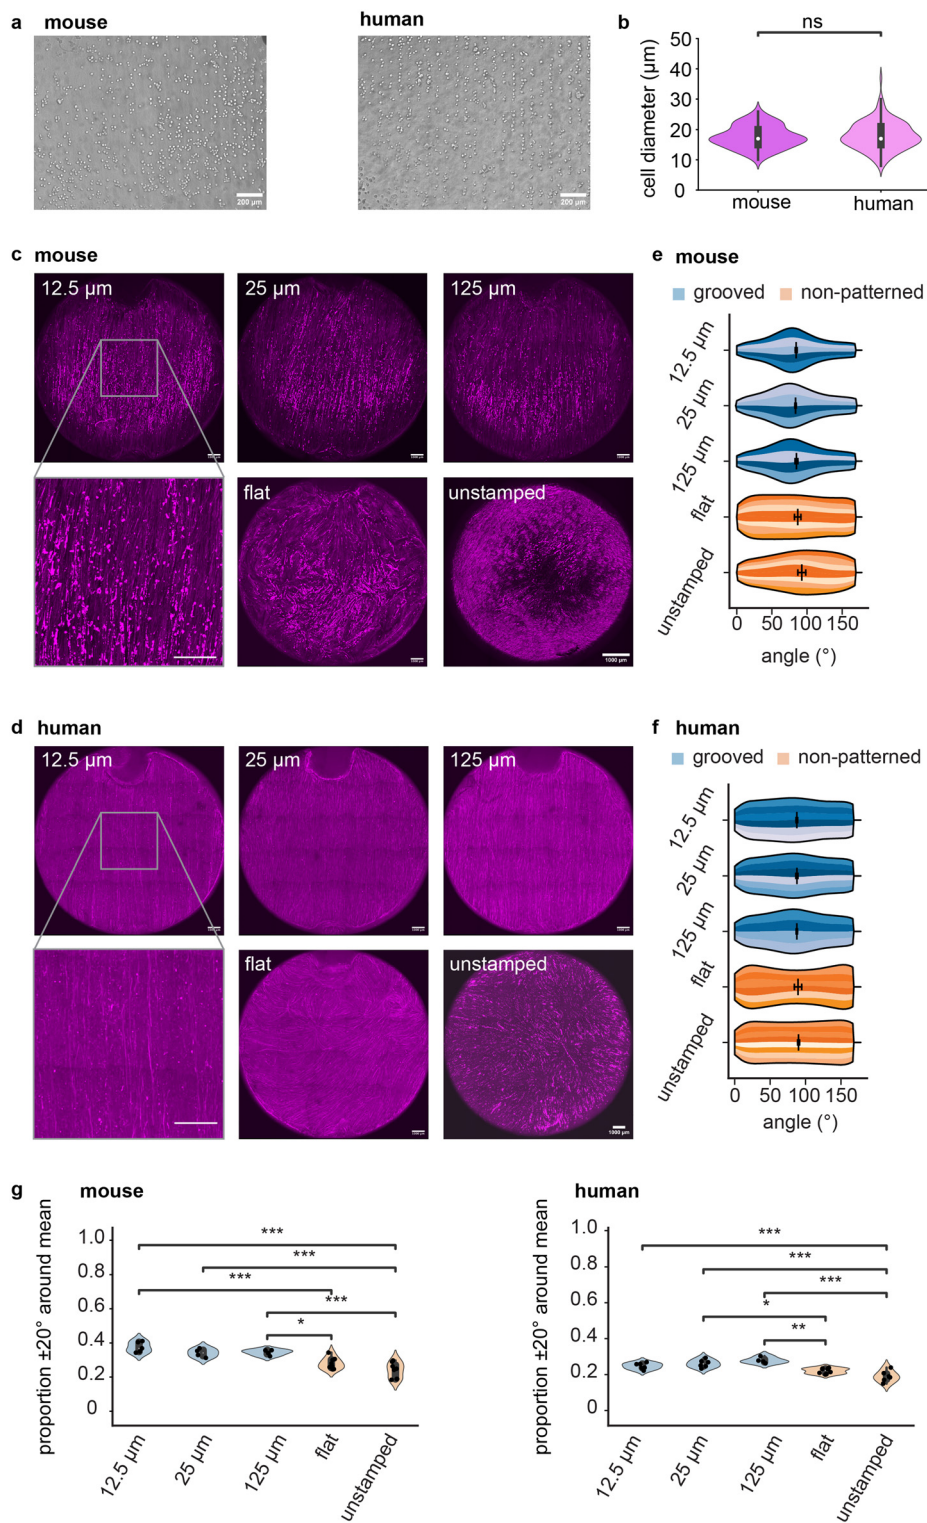 a mouse
human
200 µm
200 µm
b
ns
cell diameter (µm)
50
40
30
20
10
0
mouse
human
c mouse
12.5 µm
25 µm
125 µm
flat
unstamped
1000 µm
e mouse
grooved
non-patterned
12.5 µm
25 µm
125 µm
flat
unstamped
0 50 100 150
angle (°)
d human
12.5 µm
25 µm
125 µm
flat
unstamped
1000 µm
f human
grooved
non-patterned
12.5 µm
25 µm
125 µm
flat
unstamped
0 50 100 150
angle (°)
g mouse
proportion ±20° around mean
1.0
0.8
0.6
0.4
0.2
0
***
***
***
***
*
12.5 µm
25 µm
125 µm
flat
unstamped
human
proportion ±20° around mean
1.0
0.8
0.6
0.4
0.2
0
***
***
***
*
**
12.5 µm
25 µm
125 µm
flat
unstamped